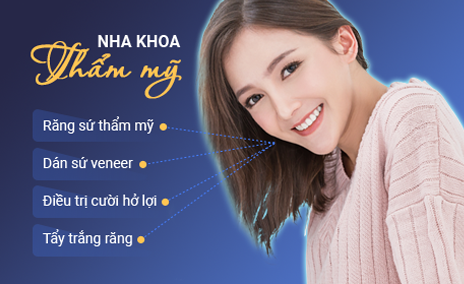 NHA KHOA
Thẩm mỹ
Răng sứ thẩm mỹ
Dán sứ veneer
Điều trị cười hở lợi
Tẩy trắng răng